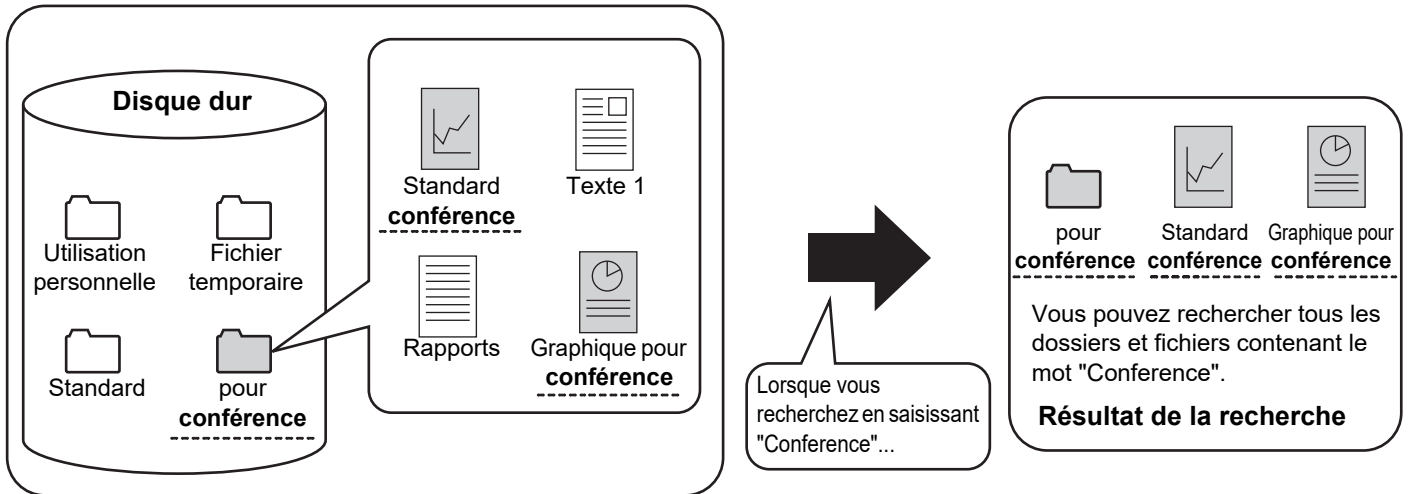 Disque dur
Utilisation
personnelle
Fichier
temporaire
Standard
pour
conférence
Standard
conférence
Texte 1
Rapports
Graphique pour
conférence
Lorsque vous
recherchez en saisissant
"Conference"...
pour
conférence
Standard
conférence
Graphique pour
conférence
Vous pouvez rechercher tous les
dossiers et fichiers contenant le
mot "Conference".
Résultat de la recherche